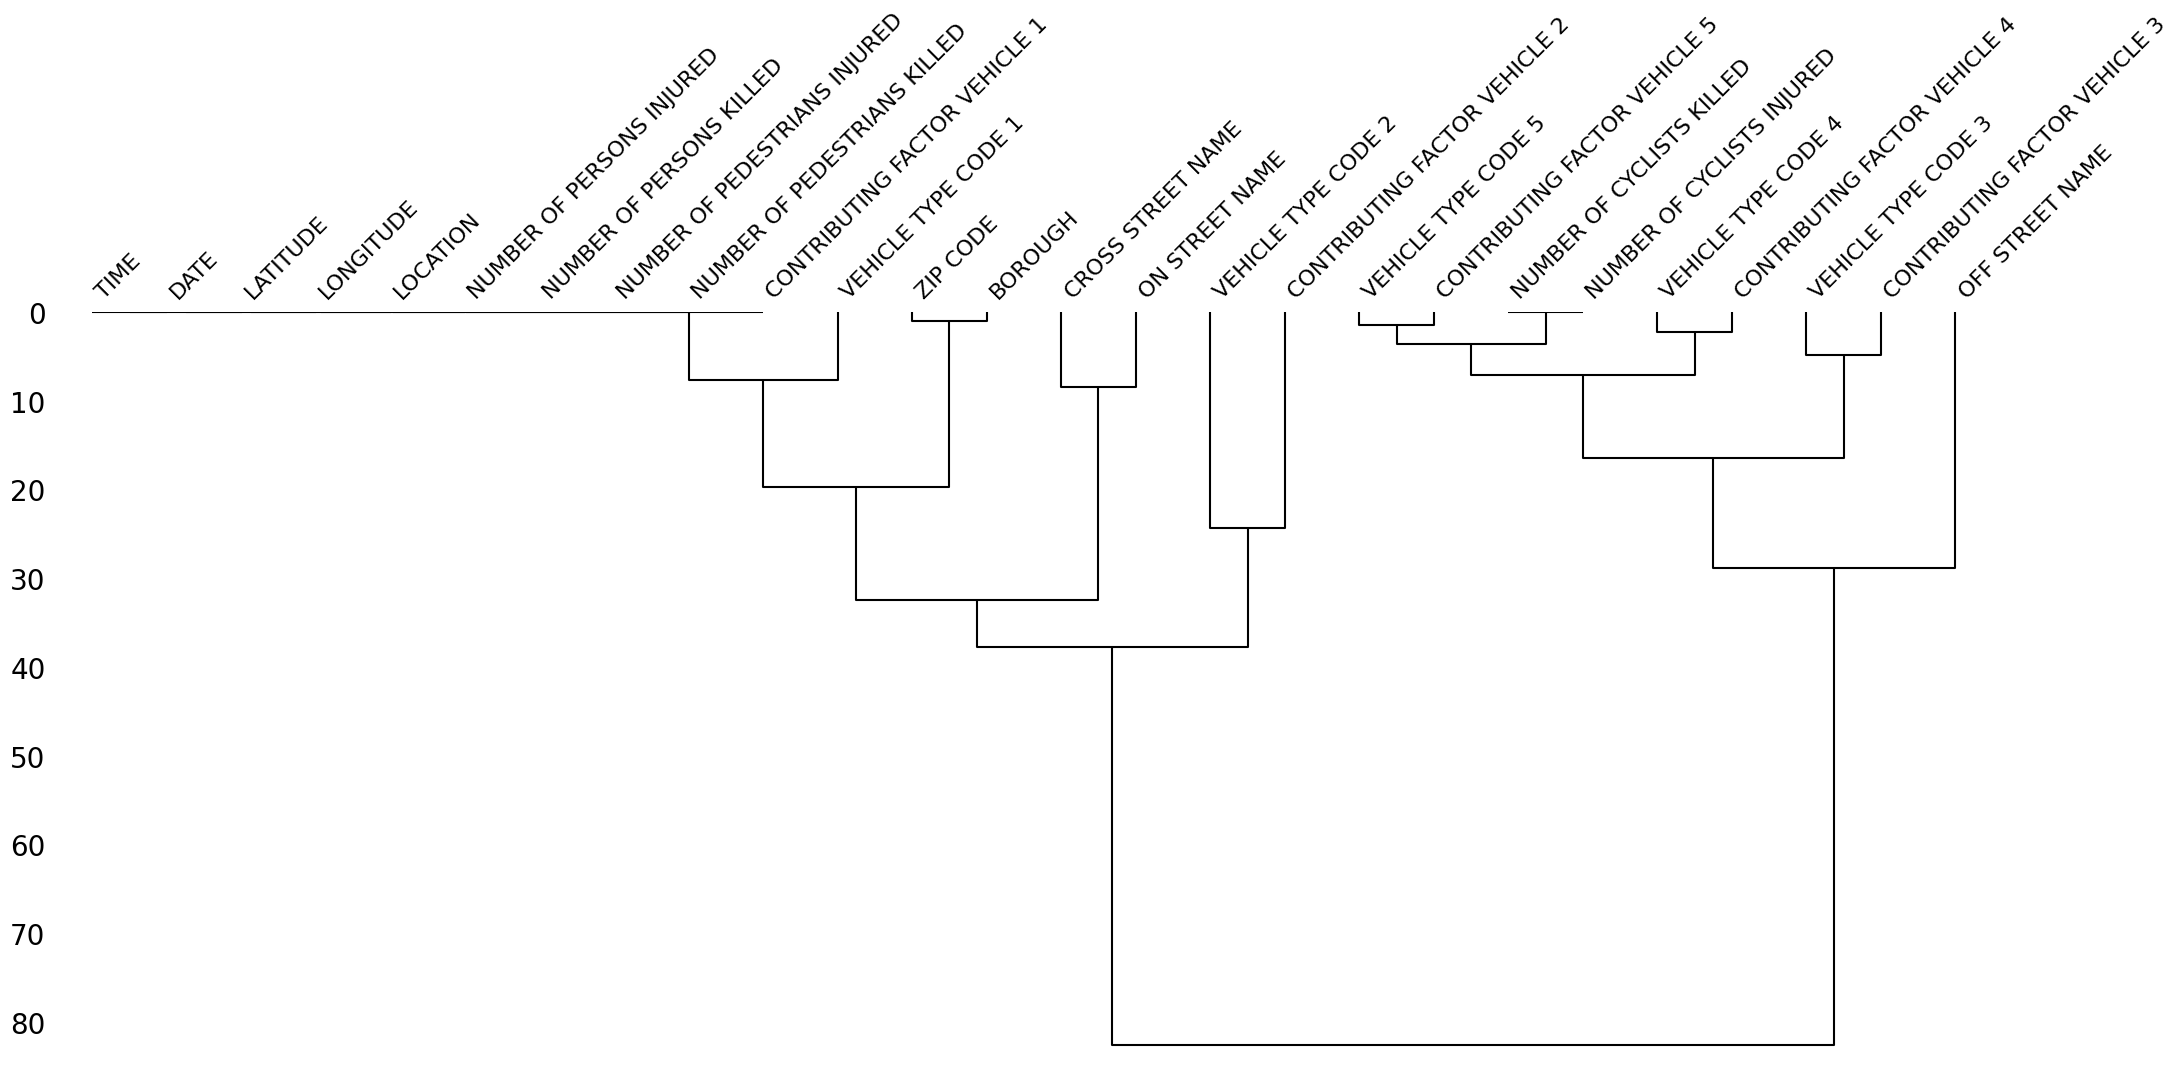 TIME
DATE
LATITUDE
LONGITUDE
LOCATION
NUMBER OF PERSONS INJURED
NUMBER OF PERSONS KILLED
NUMBER OF PEDESTRIANS INJURED
NUMBER OF PEDESTRIANS KILLED
CONTRIBUTING FACTOR VEHICLE 1
VEHICLE TYPE CODE 1
ZIP CODE
BOROUGH
CROSS STREET NAME
ON STREET NAME
VEHICLE TYPE CODE 2
CONTRIBUTING FACTOR VEHICLE 2
VEHICLE TYPE CODE 5
CONTRIBUTING FACTOR VEHICLE 5
NUMBER OF CYCLISTS KILLED
NUMBER OF CYCLISTS INJURED
VEHICLE TYPE CODE 4
CONTRIBUTING FACTOR VEHICLE 4
VEHICLE TYPE CODE 3
CONTRIBUTING FACTOR VEHICLE 3
OFF STREET NAME
0
10
20
30
40
50
60
70
80